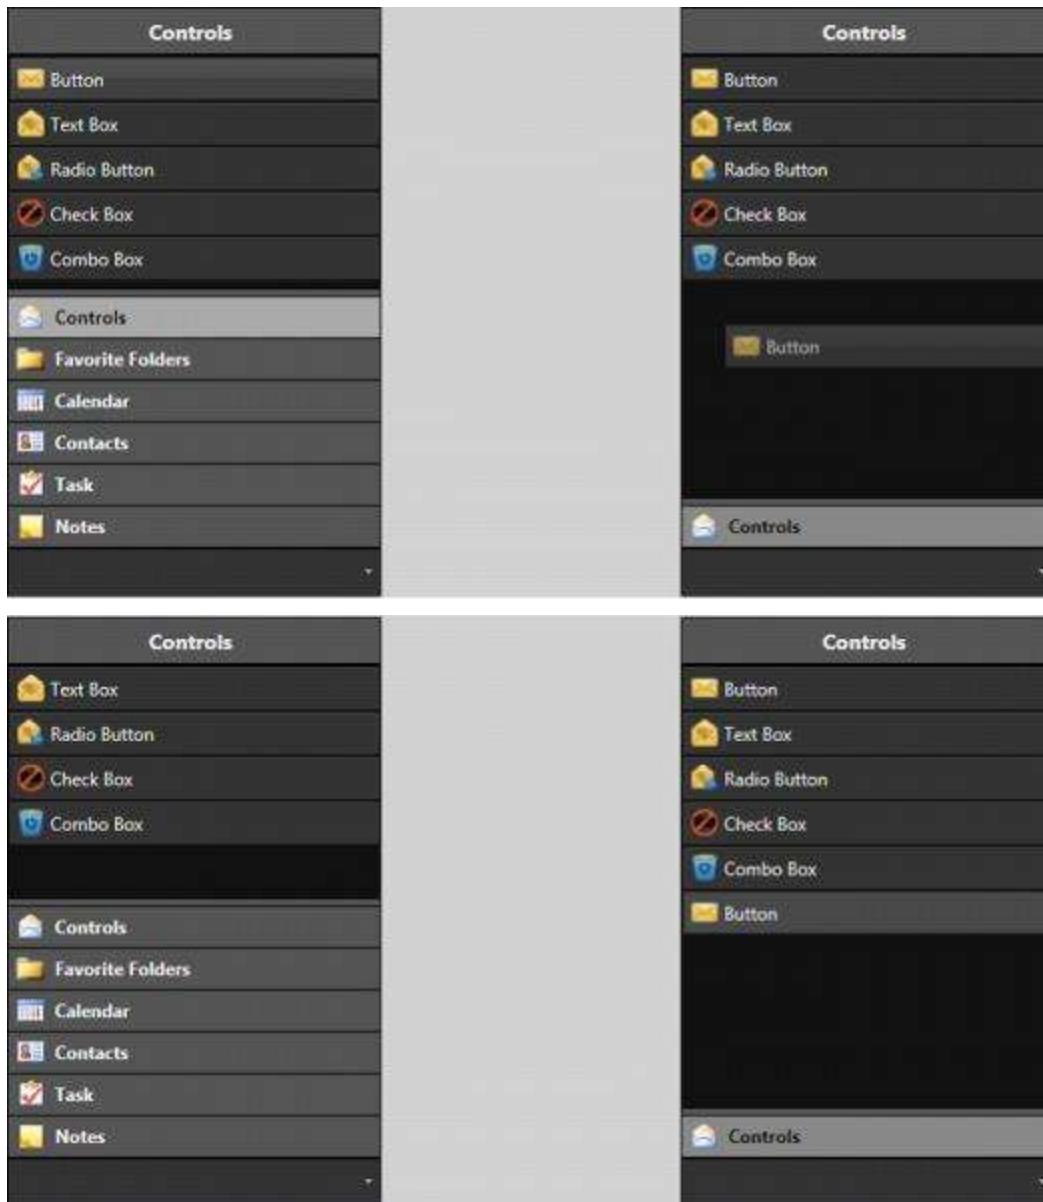 Controls
Button
Text Box
Radio Button
Check Box
Combo Box
Controls
Favorite Folders
Calendar
Contacts
Task
Notes
Controls
Button
Text Box
Radio Button
Check Box
Combo Box
Button
Controls
Controls
Text Box
Radio Button
Check Box
Combo Box
Controls
Favorite Folders
Calendar
Contacts
Task
Notes
Controls
Button
Text Box
Radio Button
Check Box
Combo Box
Button
Controls